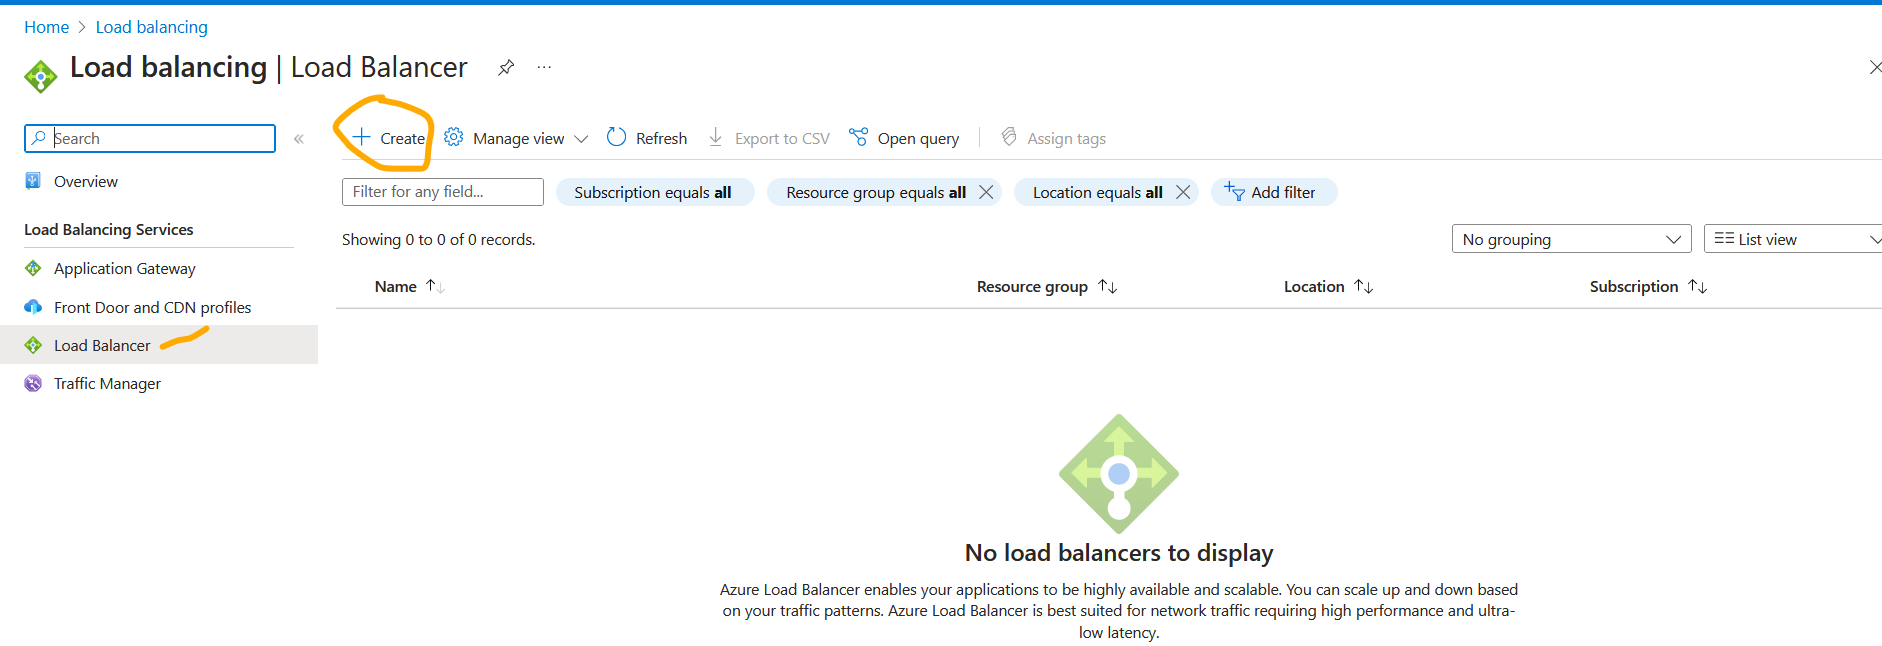 Home > Load balancing
Load balancing | Load Balancer
Search
Overview
Load Balancing Services
Application Gateway
Front Door and CDN profiles
Load Balancer
Traffic Manager
Create Manage view Refresh Export to CSV Open query Assign tags
Filter for any field... Subscription equals all Resource group equals all Location equals all Add filter
Showing 0 to 0 of 0 records.
No grouping List view
Name Resource group Location Subscription
No load balancers to display
Azure Load Balancer enables your applications to be highly available and scalable. You can scale up and down based
on your traffic patterns. Azure Load Balancer is best suited for network traffic requiring high performance and ultra-
low latency.